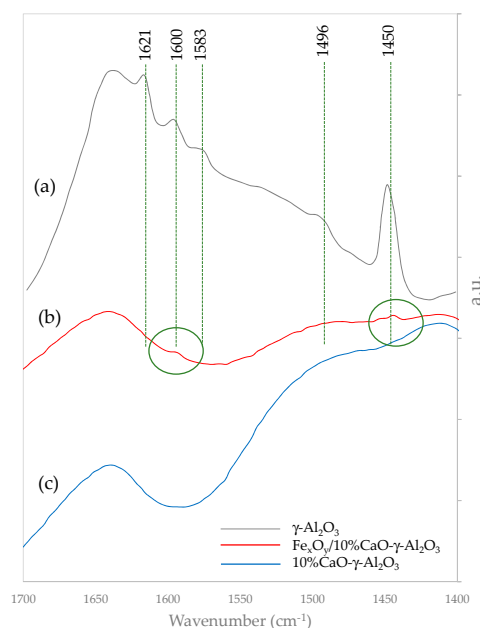 1621 1600 1583 1496 1450
(a)
(b)
(c)
a.u.
γ-Al₂O₃
FeₓOᵧ/10%CaO-γ-Al₂O₃
10%CaO-γ-Al₂O₃
1700 1650 1600 1550 1500 1450 1400
Wavenumber (cm⁻¹)